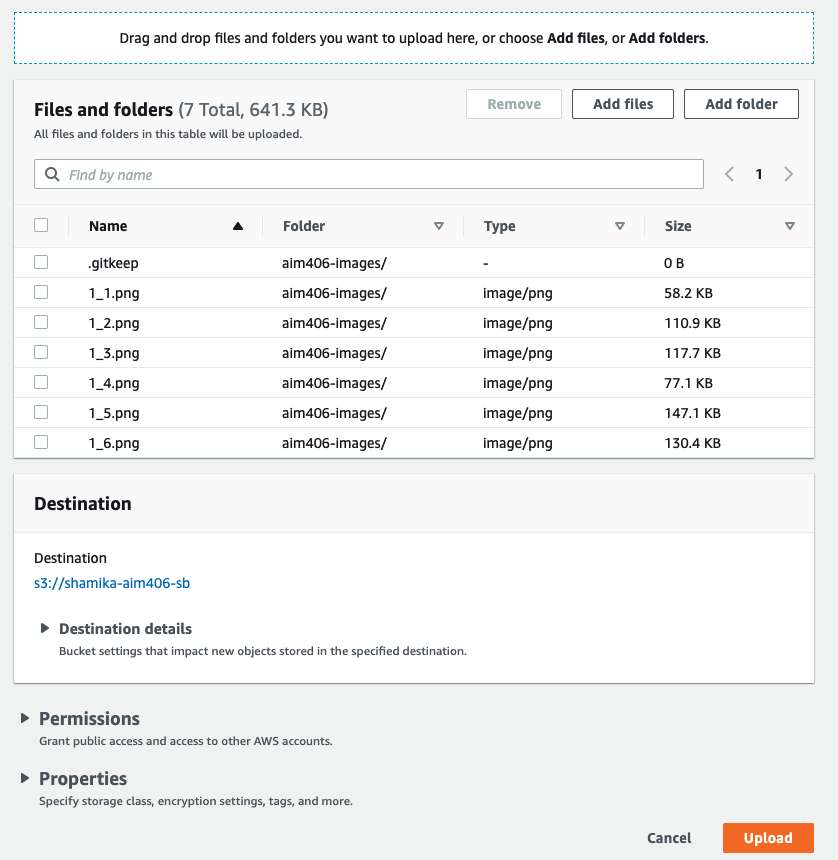 Drag and drop files and folders you want to upload here, or choose Add files, or Add folders.
Files and folders (7 Total, 641.3 KB)
Remove
Add files
Add folder
All files and folders in this table will be uploaded.
Find by name
1
Name Folder Type Size
.gitkeep aim406-images/ - 0 B
1_1.png aim406-images/ image/png 58.2 KB
1_2.png aim406-images/ image/png 110.9 KB
1_3.png aim406-images/ image/png 117.7 KB
1_4.png aim406-images/ image/png 77.1 KB
1_5.png aim406-images/ image/png 147.1 KB
1_6.png aim406-images/ image/png 130.4 KB
Destination
Destination
s3://shamika-aim406-sb
Destination details
Bucket settings that impact new objects stored in the specified destination.
Permissions
Grant public access and access to other AWS accounts.
Properties
Specify storage class, encryption settings, tags, and more.
Cancel
Upload